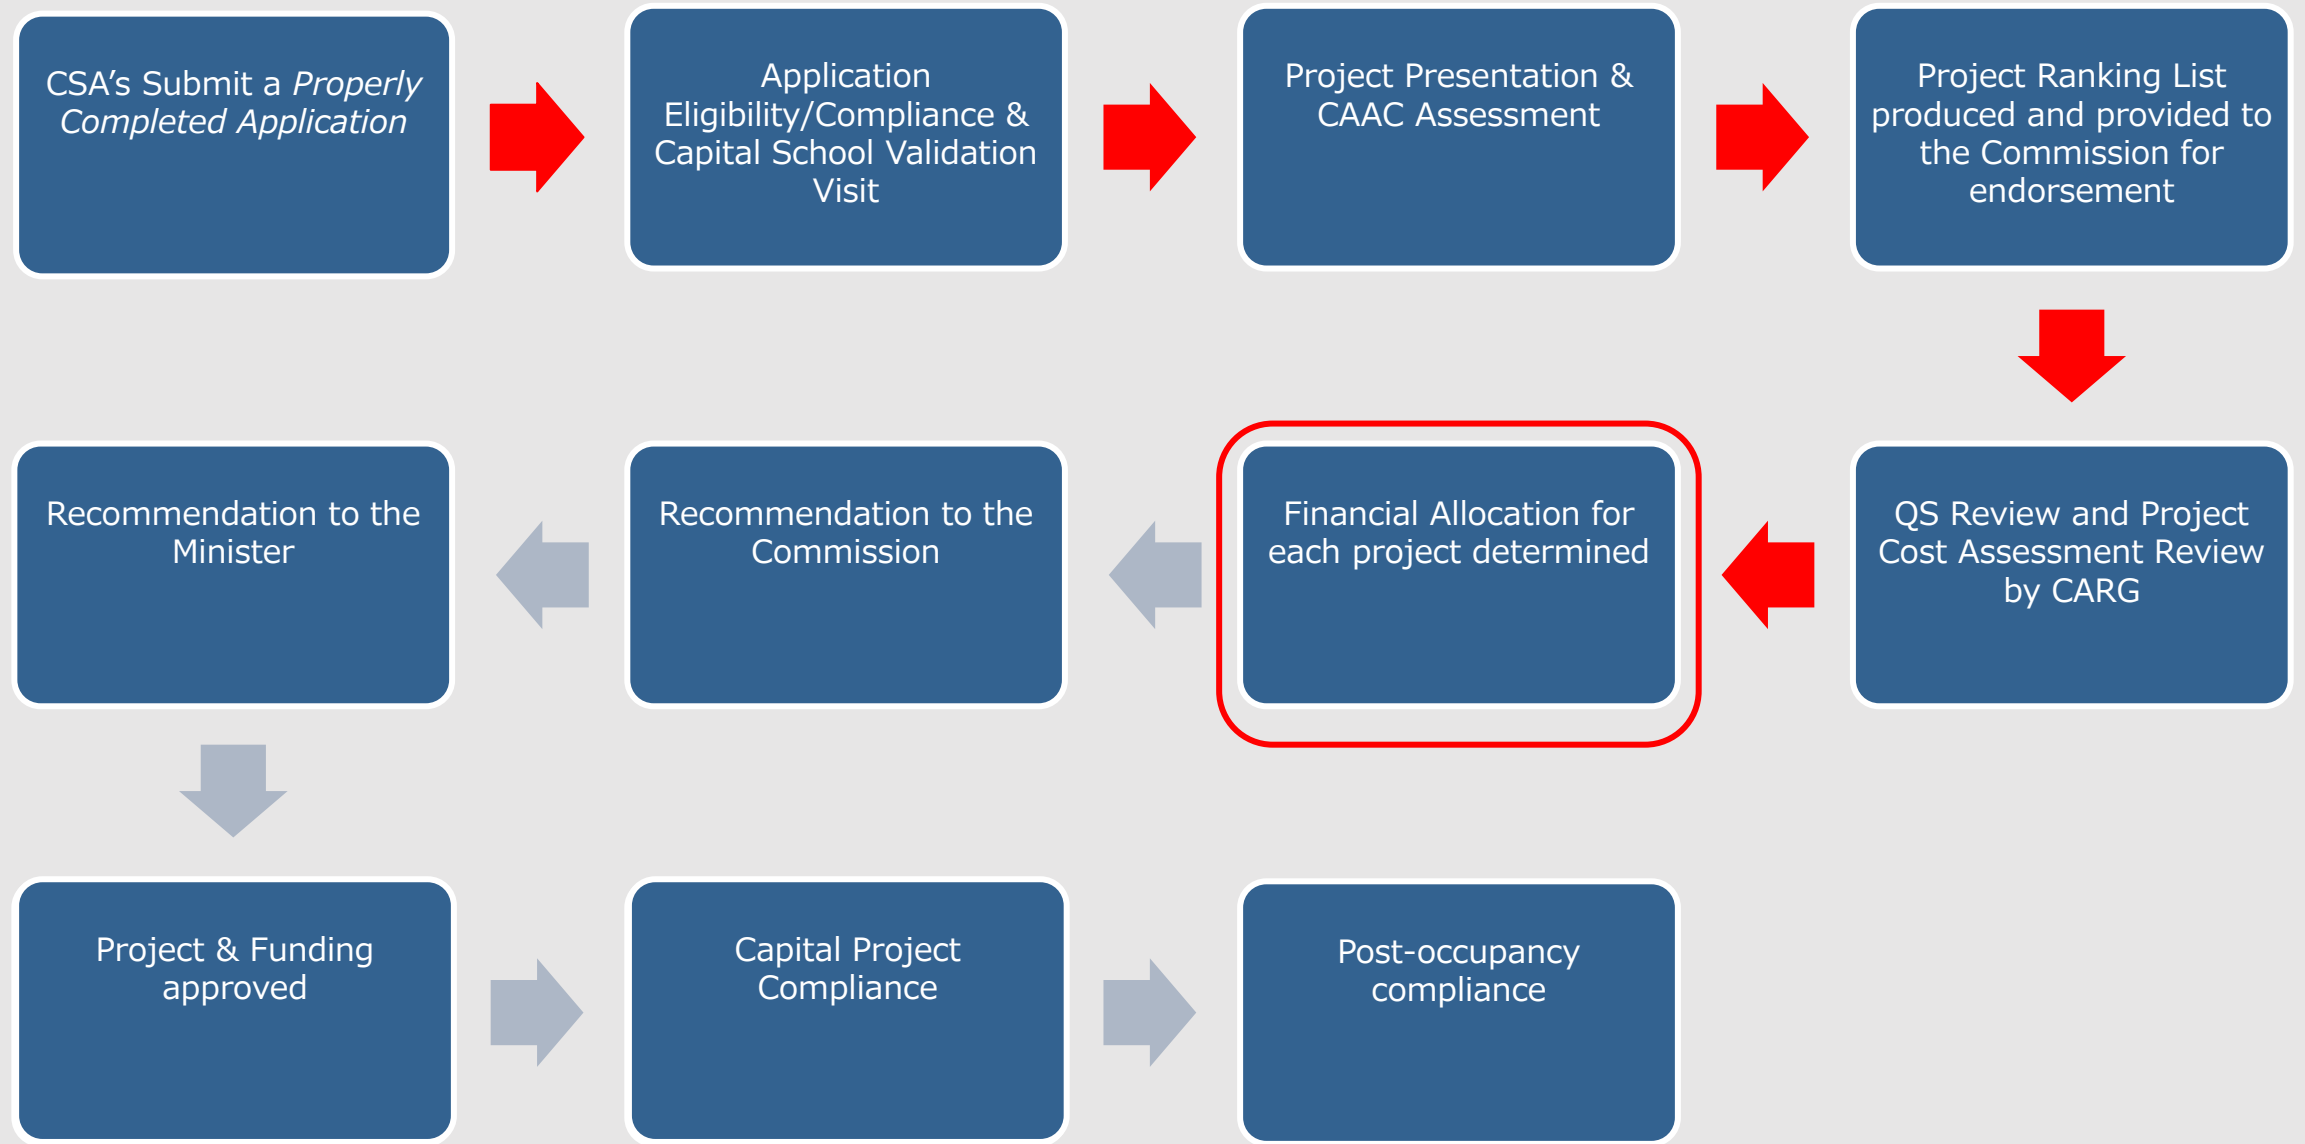 CSA’s Submit a Properly
Completed Application
Application
Eligibility/Compliance &
Capital School Validation
Visit
Project Presentation &
CAAC Assessment
Project Ranking List
produced and provided to
the Commission for
endorsement
QS Review and Project
Cost Assessment Review
by CARG
Financial Allocation for
each project determined
Recommendation to the
Commission
Recommendation to the
Minister
Project & Funding
approved
Capital Project
Compliance
Post-occupancy
compliance